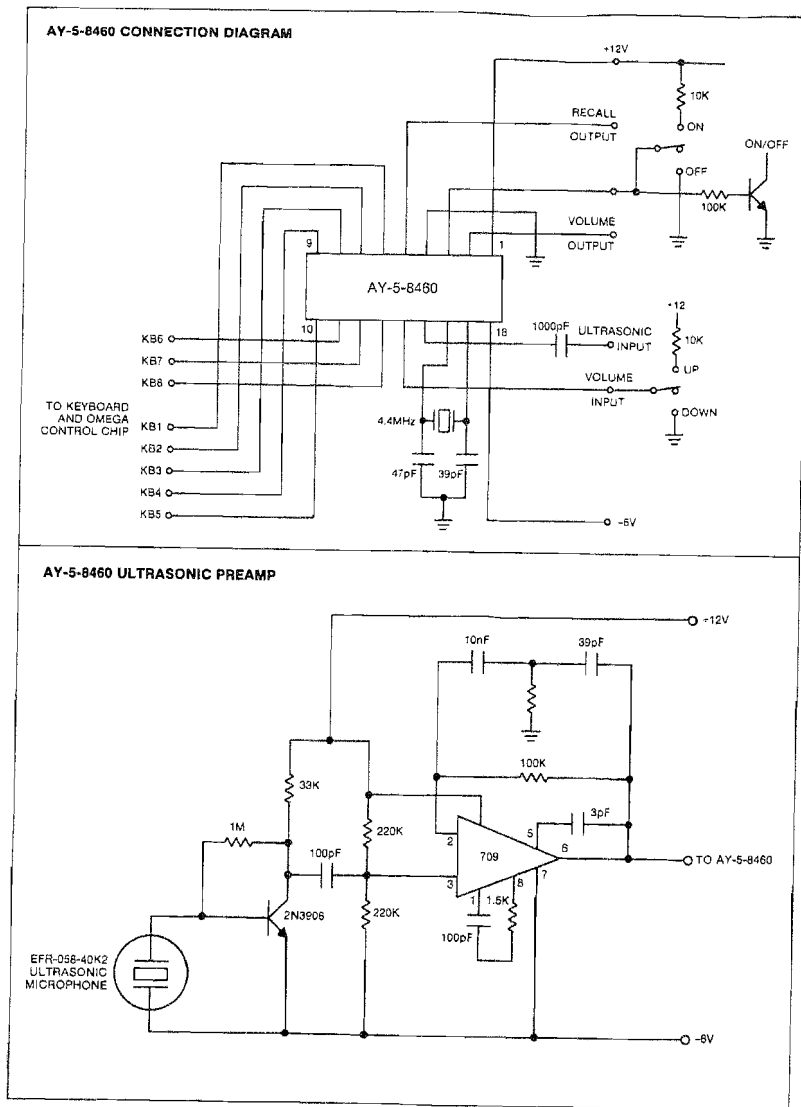 AY-5-8460 CONNECTION DIAGRAM
+12V
10K
RECALL
OUTPUT
ON
OFF
ON/OFF
100K
VOLUME
OUTPUT
9
1
AY-5-8460
10
18
KB6
KB7
KB8
TO KEYBOARD
AND OMEGA
CONTROL CHIP
KB1
KB2
KB3
KB4
KB5
1000pF
ULTRASONIC
INPUT
+12
10K
UP
VOLUME
INPUT
DOWN
4.4MHz
47pF
39pF
-6V
AY-5-8460 ULTRASONIC PREAMP
+12V
10nF
39pF
33K
100K
1M
220K
3pF
5
2
709
6
TO AY-5-8460
100pF
3
7
8
1
1.5K
220K
2N3906
100pF
EFR-058-40K2
ULTRASONIC
MICROPHONE
-6V